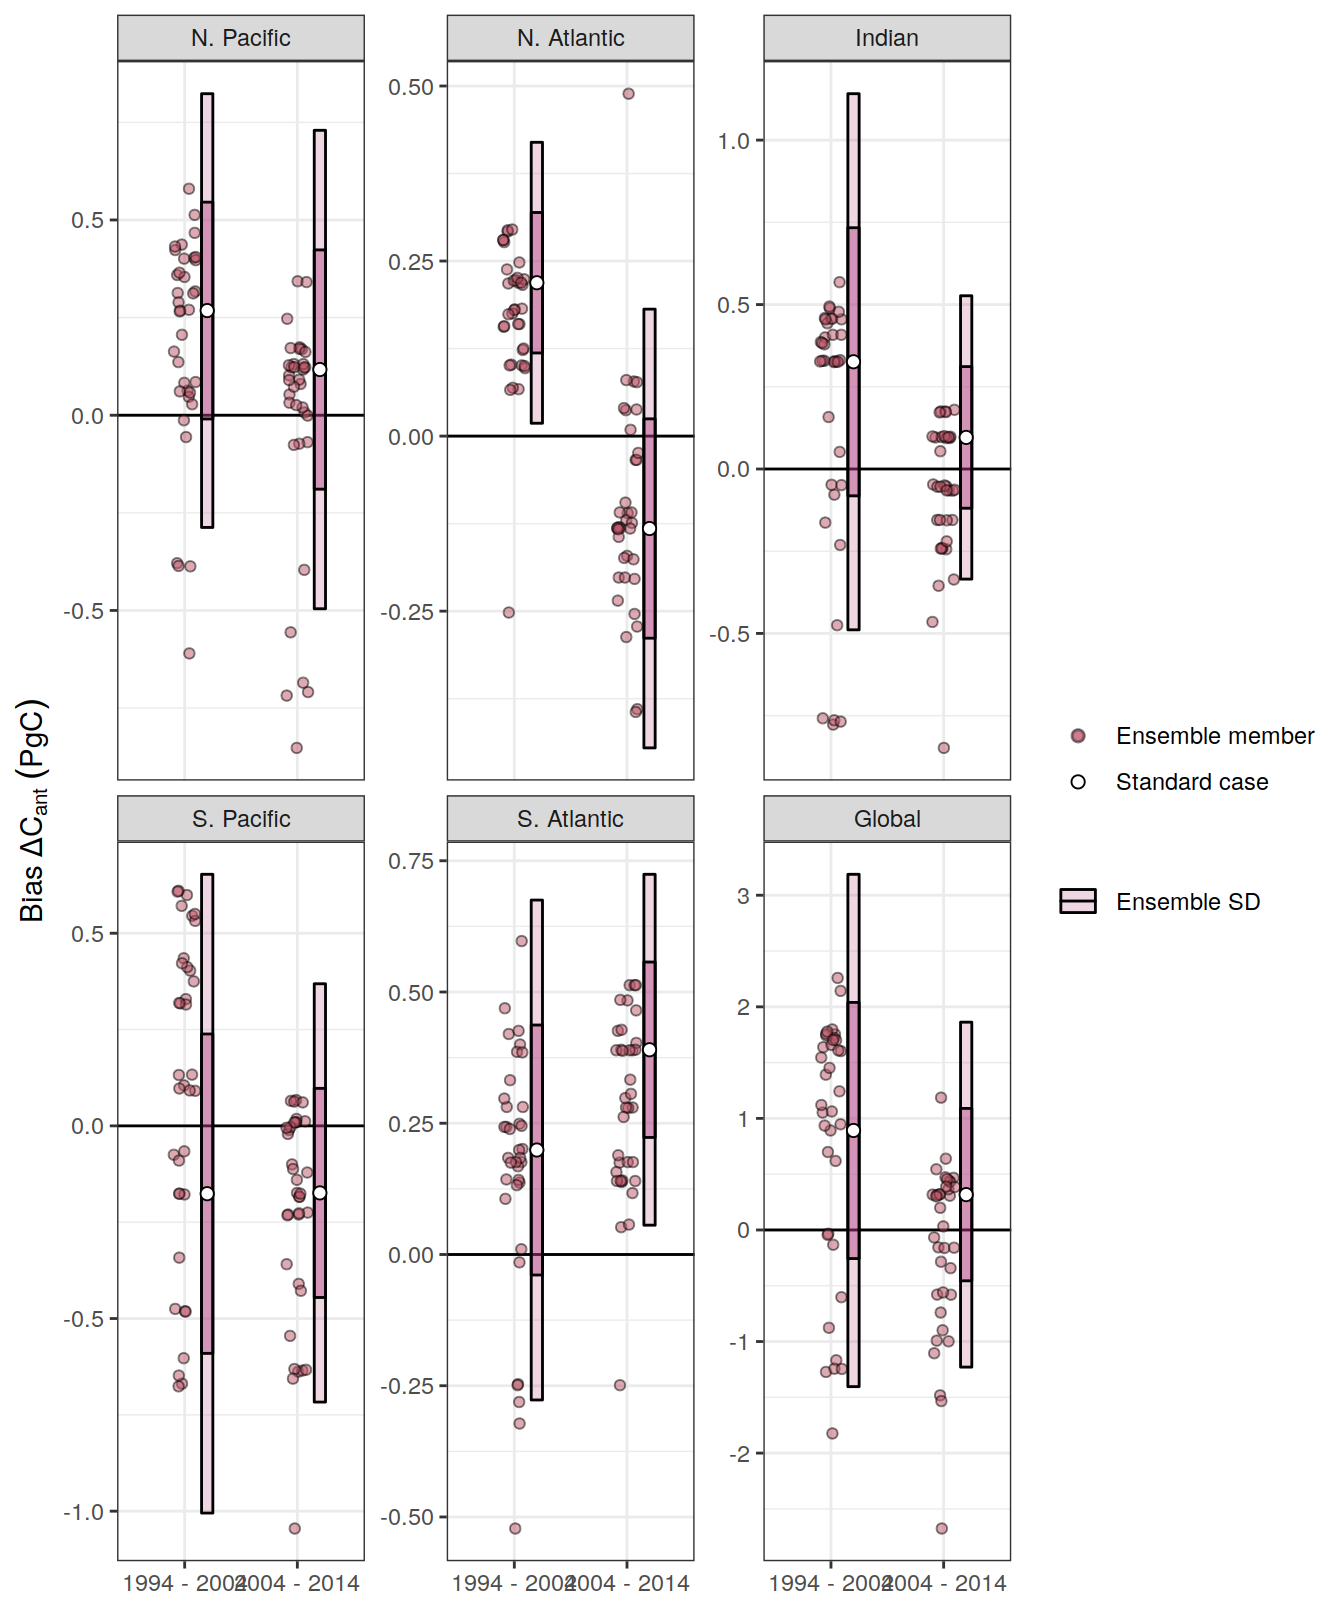 N. Pacific
N. Atlantic
Indian
0.5
0.0
-0.5
0.50
0.25
0.00
-0.25
1.0
0.5
0.0
-0.5
Bias ΔCant (PgC)
Ensemble member
Standard case
Ensemble SD
S. Pacific
S. Atlantic
Global
0.5
0.0
-0.5
-1.0
0.75
0.50
0.25
0.00
-0.25
-0.50
3
2
1
0
-1
-2
1994 - 2004
2004 - 2014
1994 - 2004
2004 - 2014
1994 - 2004
2004 - 2014